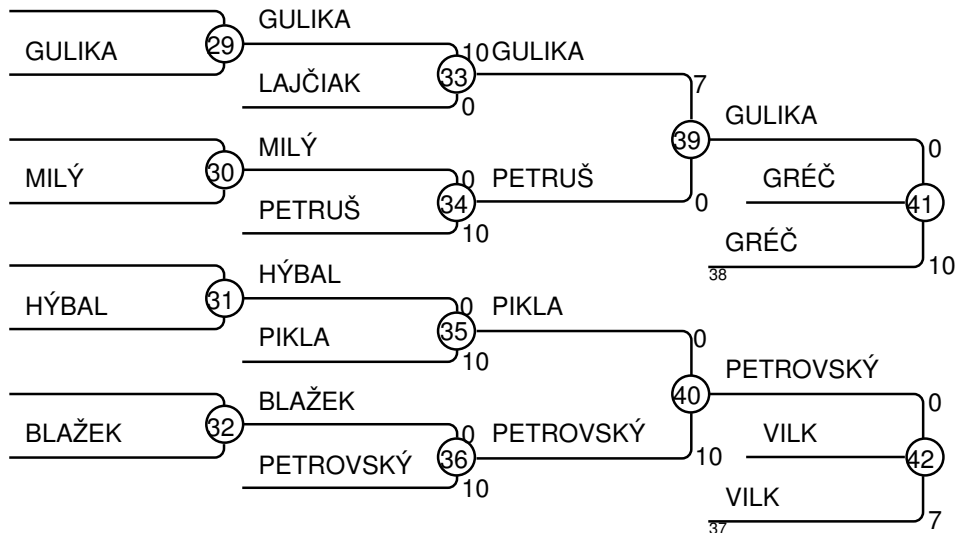 GULIKA
GULIKA
29
10
GULIKA
LAJČIAK
33
0
7
GULIKA
MILÝ
MILÝ
30
39
0
PETRUŠ
0
GRÉČ
PETRUŠ
34
10
0
41
GRÉČ
38
10
HÝBAL
HÝBAL
31
0
PIKLA
PIKLA
35
10
0
PETROVSKÝ
BLAŽEK
BLAŽEK
32
40
0
0
PETROVSKÝ
VILK
PETROVSKÝ
36
10
10
42
VILK
37
7